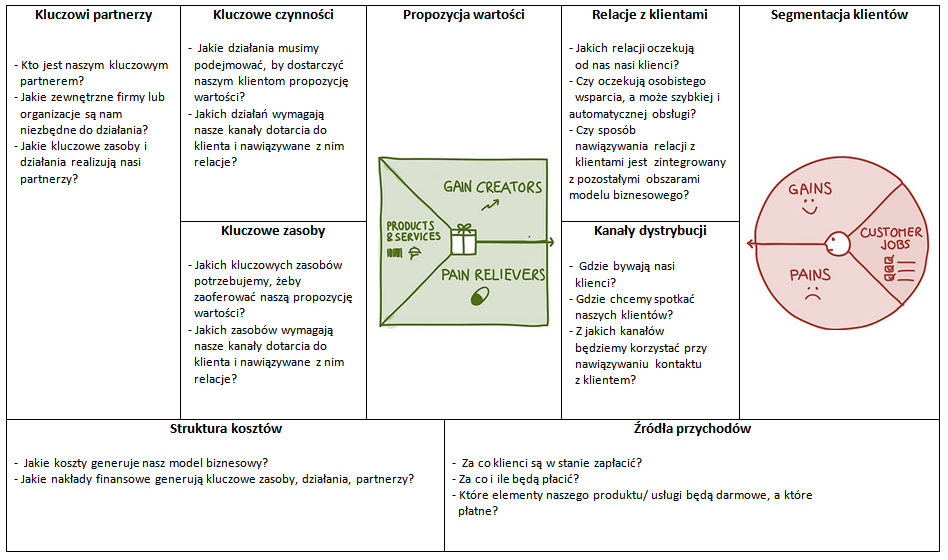 Kluczowi partnerzy
- Kto jest naszym kluczowym
partnerem?
- Jakie zewnętrzne firmy lub
organizacje są nam
niezbędne do działania?
- Jakie kluczowe zasoby i
działania realizują nasi
partnerzy?
Kluczowe czynności
- Jakie działania musimy
podejmować, by dostarczyć
naszym klientom propozycję
wartości?
- Jakich działań wymagają
nasze kanały dotarcia do
klienta i nawiązywane z nim
relacje?
Kluczowe zasoby
- Jakich kluczowych zasobów
potrzebujemy, żeby
zaoferować naszą propozycję
wartości?
- Jakich zasobów wymagają
nasze kanały dotarcia do
klienta i nawiązywane z nim
relacje?
Propozycja wartości
GAIN CREATORS
PRODUCTS
& SERVICES
PAIN RELIEVERS
Relacje z klientami
- Jakich relacji oczekują
od nas nasi klienci?
- Czy oczekują osobistego
wsparcia, a może szybkiej i
automatycznej obsługi?
- Czy sposób
nawiązywania relacji z
klientami jest zintegrowany
z pozostałymi obszarami
modelu biznesowego?
Kanały dystrybucji
- Gdzie bywają nasi
klienci?
- Gdzie chcemy spotkać
naszych klientów?
- Z jakich kanałów
będziemy korzystać przy
nawiązywaniu kontaktu
z klientem?
Segmentacja klientów
GAINS
CUSTOMER
JOBS
PAINS
Struktura kosztów
- Jakie koszty generuje nasz model biznesowy?
- Jakie nakłady finansowe generują kluczowe zasoby, działania, partnerzy?
Źródła przychodów
- Za co klienci są w stanie zapłacić?
- Za co i ile będą płacić?
- Które elementy naszego produktu/ usługi będą darmowe, a które
płatne?